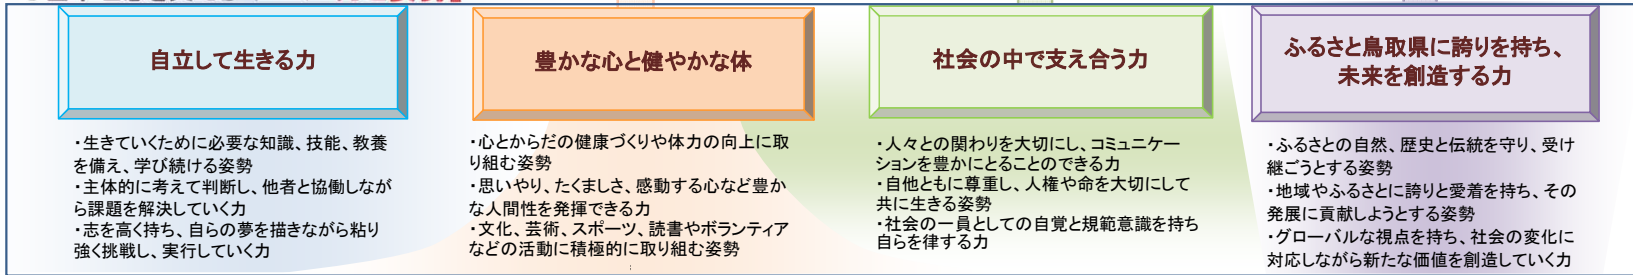 自立して生きる力
・生きていくために必要な知識、技能、教養
を備え、学び続ける姿勢
・主体的に考えて判断し、他者と協働しなが
ら課題を解決していく力
・志を高く持ち、自らの夢を描きながら粘り
強く挑戦し、実行していく力
豊かな心と健やかな体
・心とからだの健康づくりや体力の向上に取
り組む姿勢
・思いやり、たくましさ、感動する心など豊か
な人間性を発揮できる力
・文化、芸術、スポーツ、読書やボランティア
などの活動に積極的に取り組む姿勢
社会の中で支え合う力
・人々との関わりを大切にし、コミュニケー
ションを豊かにとることのできる力
・自他ともに尊重し、人権や命を大切にして
共に生きる姿勢
・社会の一員としての自覚と規範意識を持ち
自らを律する力
ふるさと鳥取県に誇りを持ち、
未来を創造する力
・ふるさとの自然、歴史と伝統を守り、受け
継ごうとする姿勢
・地域やふるさとに誇りと愛着を持ち、その
発展に貢献しようとする姿勢
・グローバルな視点を持ち、社会の変化に
対応しながら新たな価値を創造していく力